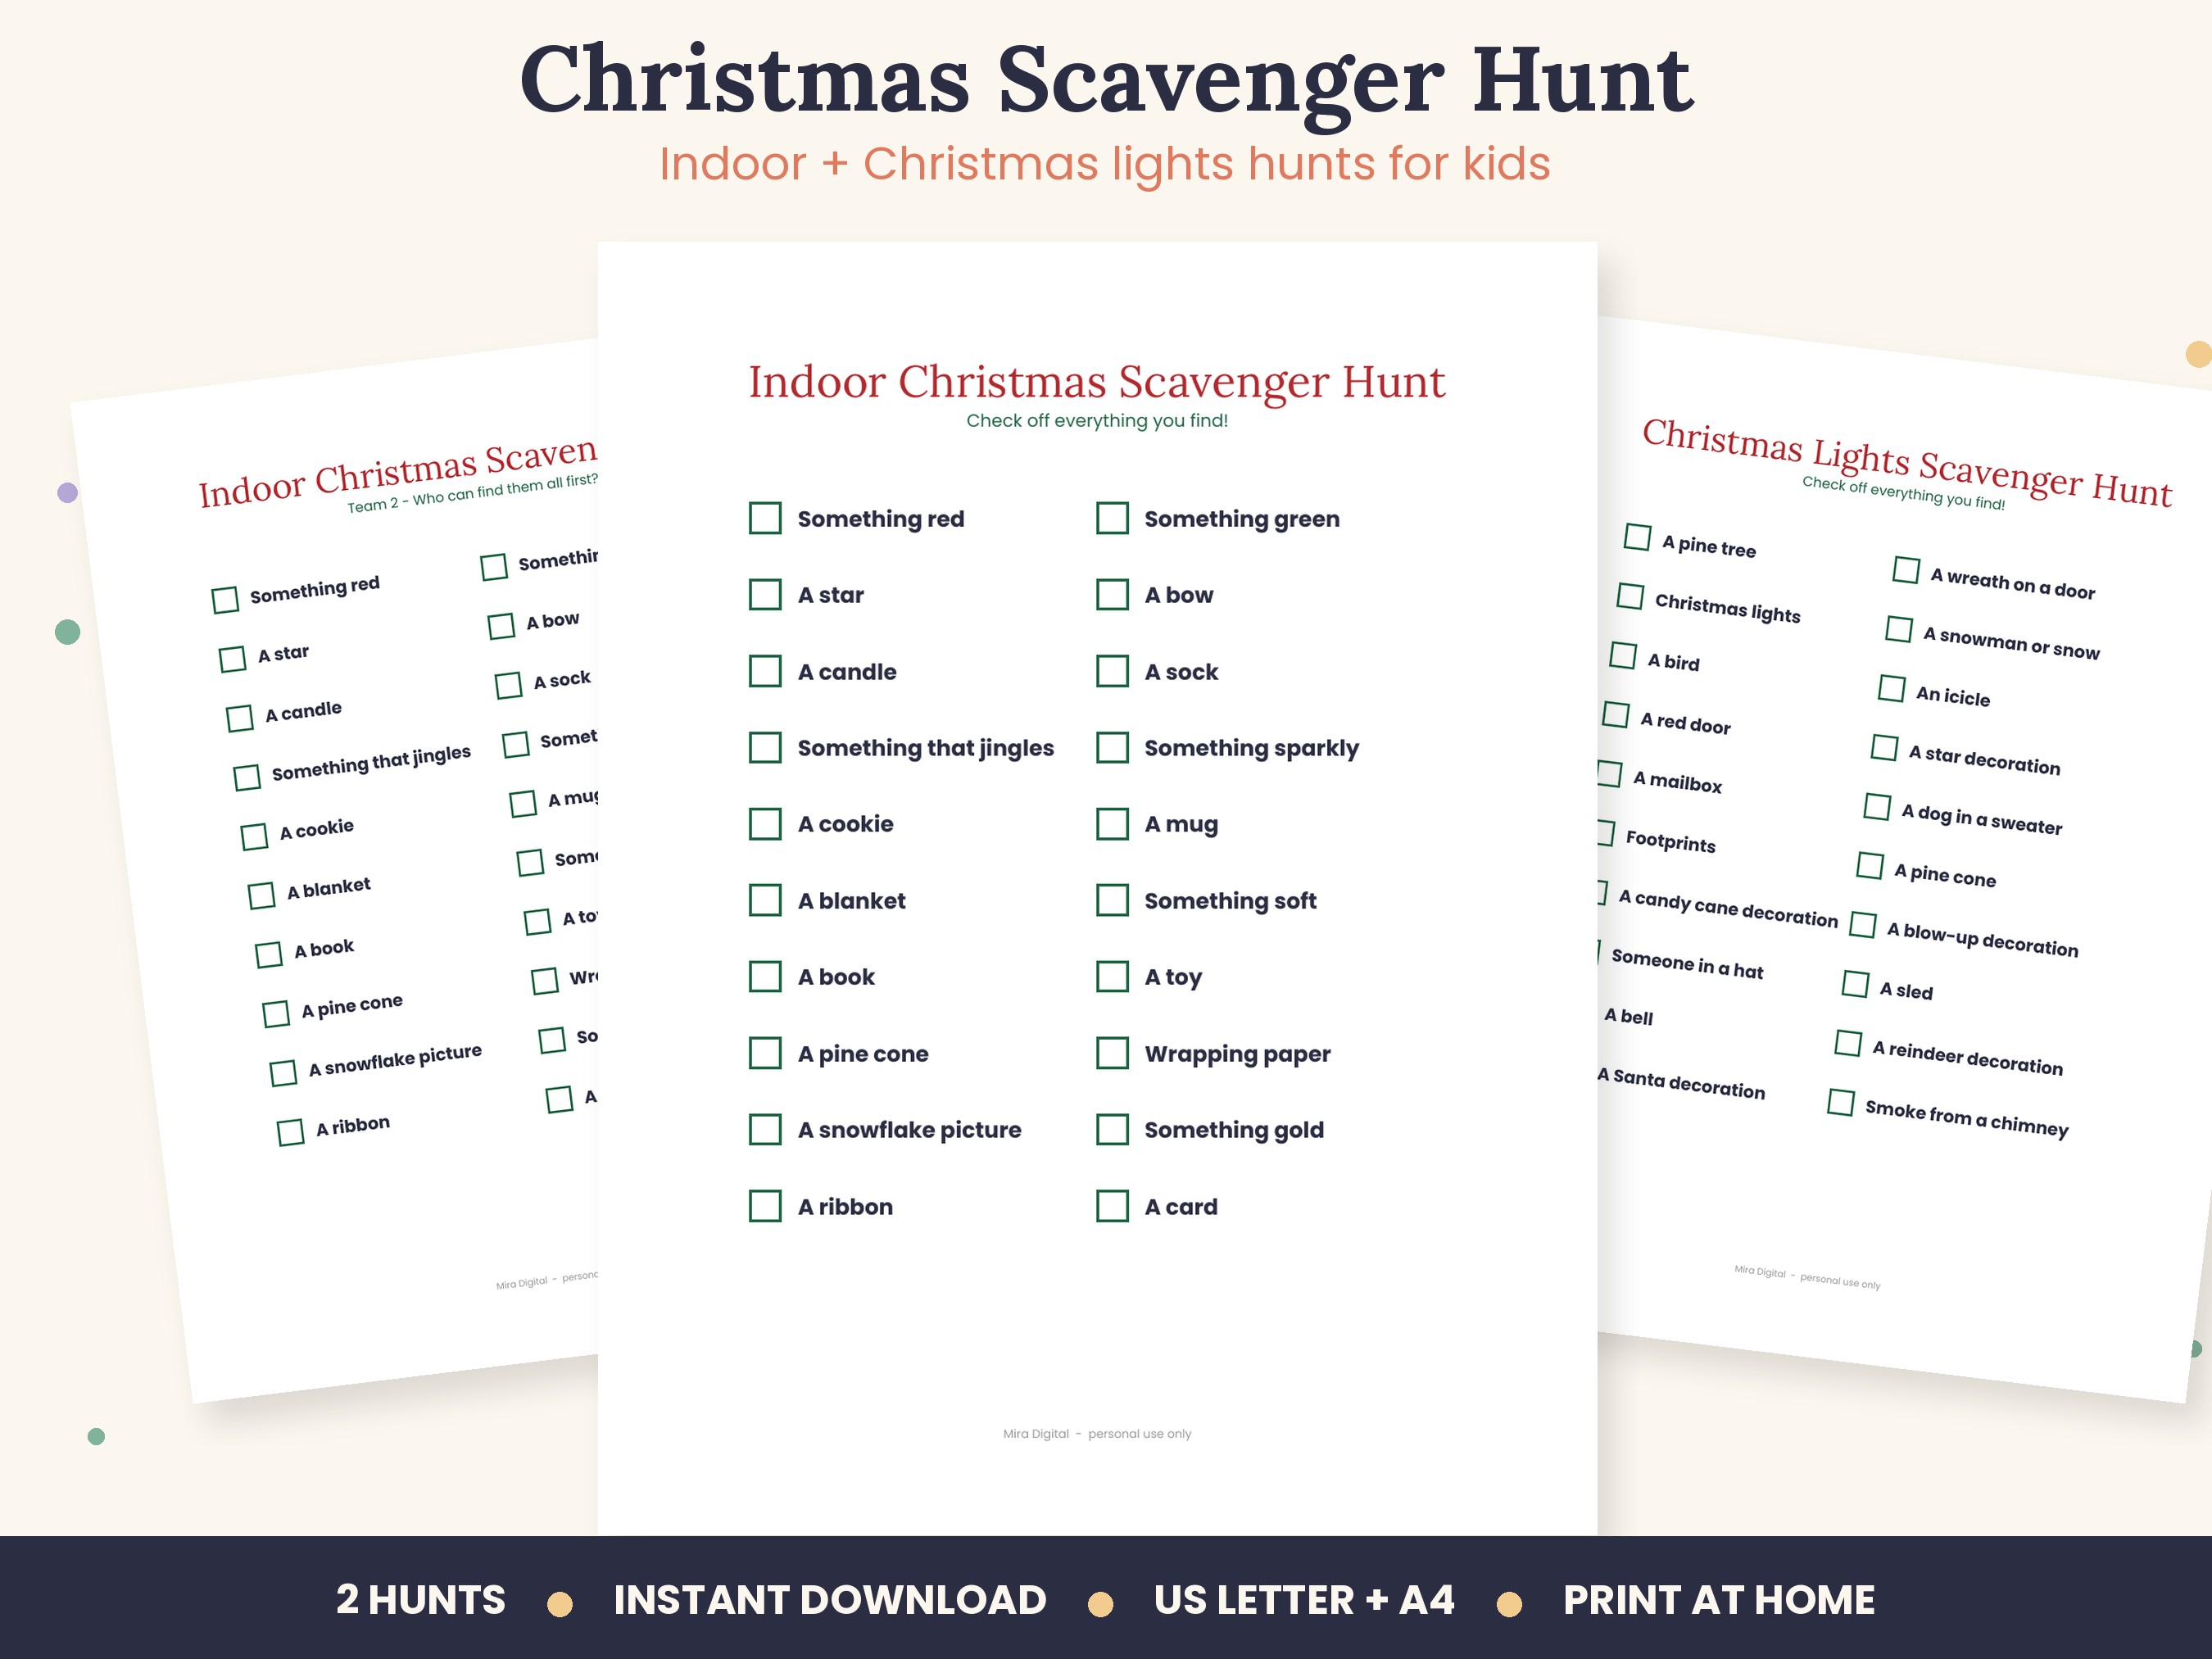 Christmas Scavenger Hunt
Indoor + Christmas lights hunts for kids
Indoor Christmas Scaven
Team 2 - Who can find them all first?
Something red
Somethin
A star
A bow
A candle
A sock
Something that jingles
Somet
A cookie
A mug
A blanket
Some
A book
A toy
A pine cone
Wra
A snowflake picture
So
A ribbon
A
Mira Digital - persona
Indoor Christmas Scavenger Hunt
Check off everything you find!
Something red
Something green
A star
A bow
A candle
A sock
Something that jingles
Something sparkly
A cookie
A mug
A blanket
Something soft
A book
A toy
A pine cone
Wrapping paper
A snowflake picture
Something gold
A ribbon
A card
Mira Digital - personal use only
Christmas Lights Scavenger Hunt
Check off everything you find!
A pine tree
A wreath on a door
Christmas lights
A snowman or snow
A bird
An icicle
A red door
A star decoration
A mailbox
A dog in a sweater
Footprints
A pine cone
A candy cane decoration
A blow-up decoration
Someone in a hat
A sled
A bell
A reindeer decoration
A Santa decoration
Smoke from a chimney
Mira Digital - personal use only
2 HUNTS
INSTANT DOWNLOAD
US LETTER + A4
PRINT AT HOME